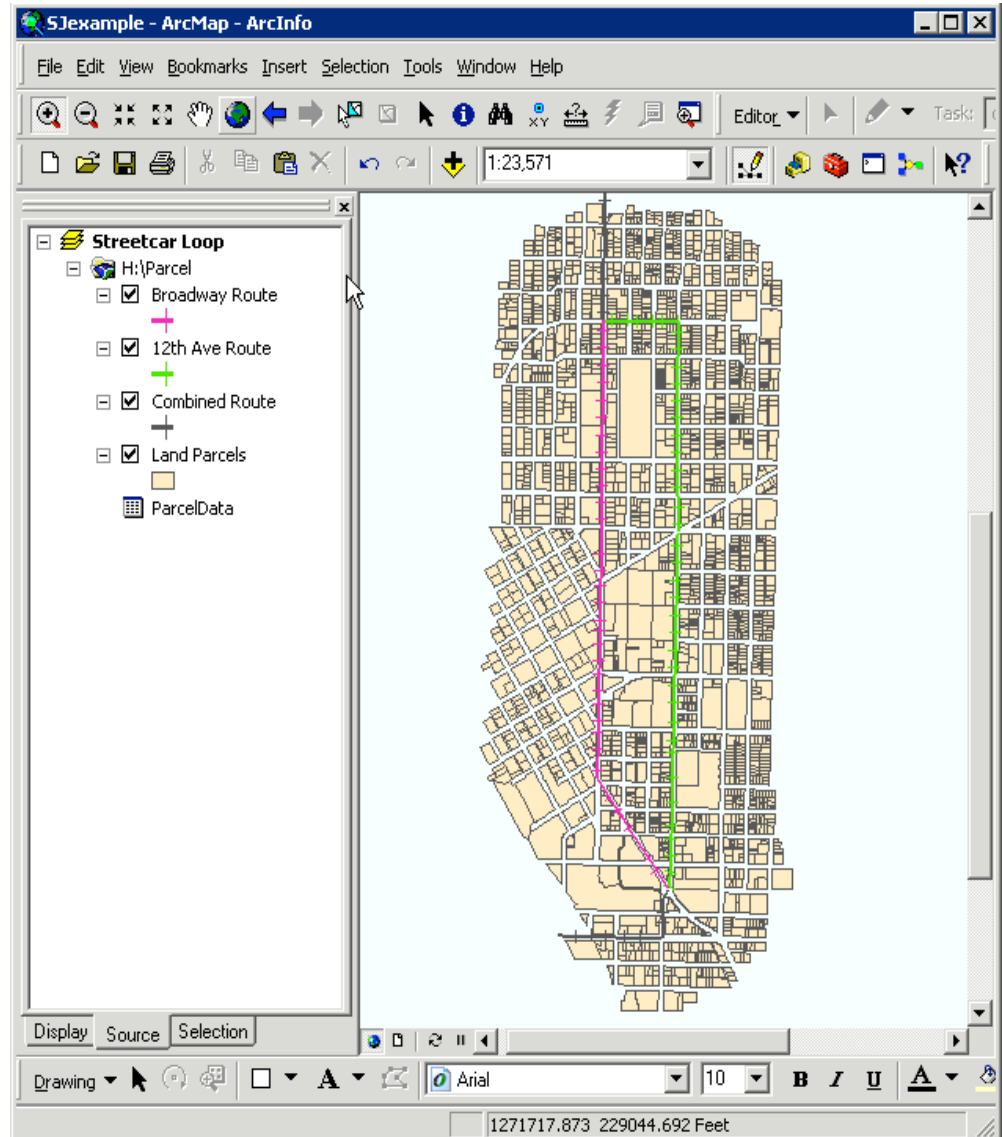 SJexample - ArcMap - ArcInfo
File Edit View Bookmarks Insert Selection Tools Window Help
Editor Task:
1:23,571
Streetcar Loop
H:\Parcel
Broadway Route
12th Ave Route
Combined Route
Land Parcels
ParcelData
Display Source Selection
Drawing A Arial 10 B I U A
1271717.873 229044.692 Feet